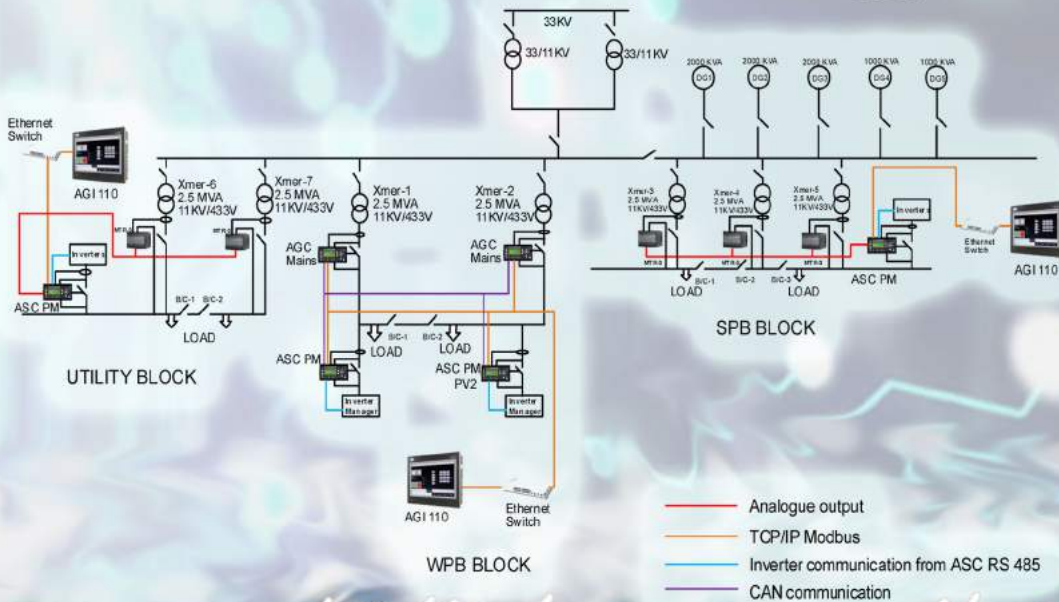 33KV
33/11KV
33/11KV
2000 KVA
DG1
2000 KVA
DG2
2000 KVA
DG3
1000 KVA
DG4
1000 KVA
DG5
Ethernet
Switch
AGI 110
Xmer-6
2.5 MVA
11KV/433V
Xmer-7
2.5 MVA
11KV/433V
Xmer-1
2.5 MVA
11KV/433V
Xmer-2
2.5 MVA
11KV/433V
Xmer-3
2.5 MVA
11KV/433V
Xmer-4
2.5 MVA
11KV/433V
Xmer-5
2.5 MVA
11KV/433V
Inverters
Ethernet
Switch
AGI 110
Inverters
ASC PM
B/C-1
B/C-2
LOAD
UTILITY BLOCK
AGC
Mains
AGC
Mains
ASC PM
LOAD
B/C-1
B/C-2
LOAD
ASC PM
PV2
Inverter
Manager
Inverter
Manager
AGI 110
Ethernet
Switch
WPB BLOCK
LOAD
B/C-1
B/C-2
LOAD
B/C-3
ASC PM
SPB BLOCK
Analogue output
TCP/IP Modbus
Inverter communication from ASC RS 485
CAN communication